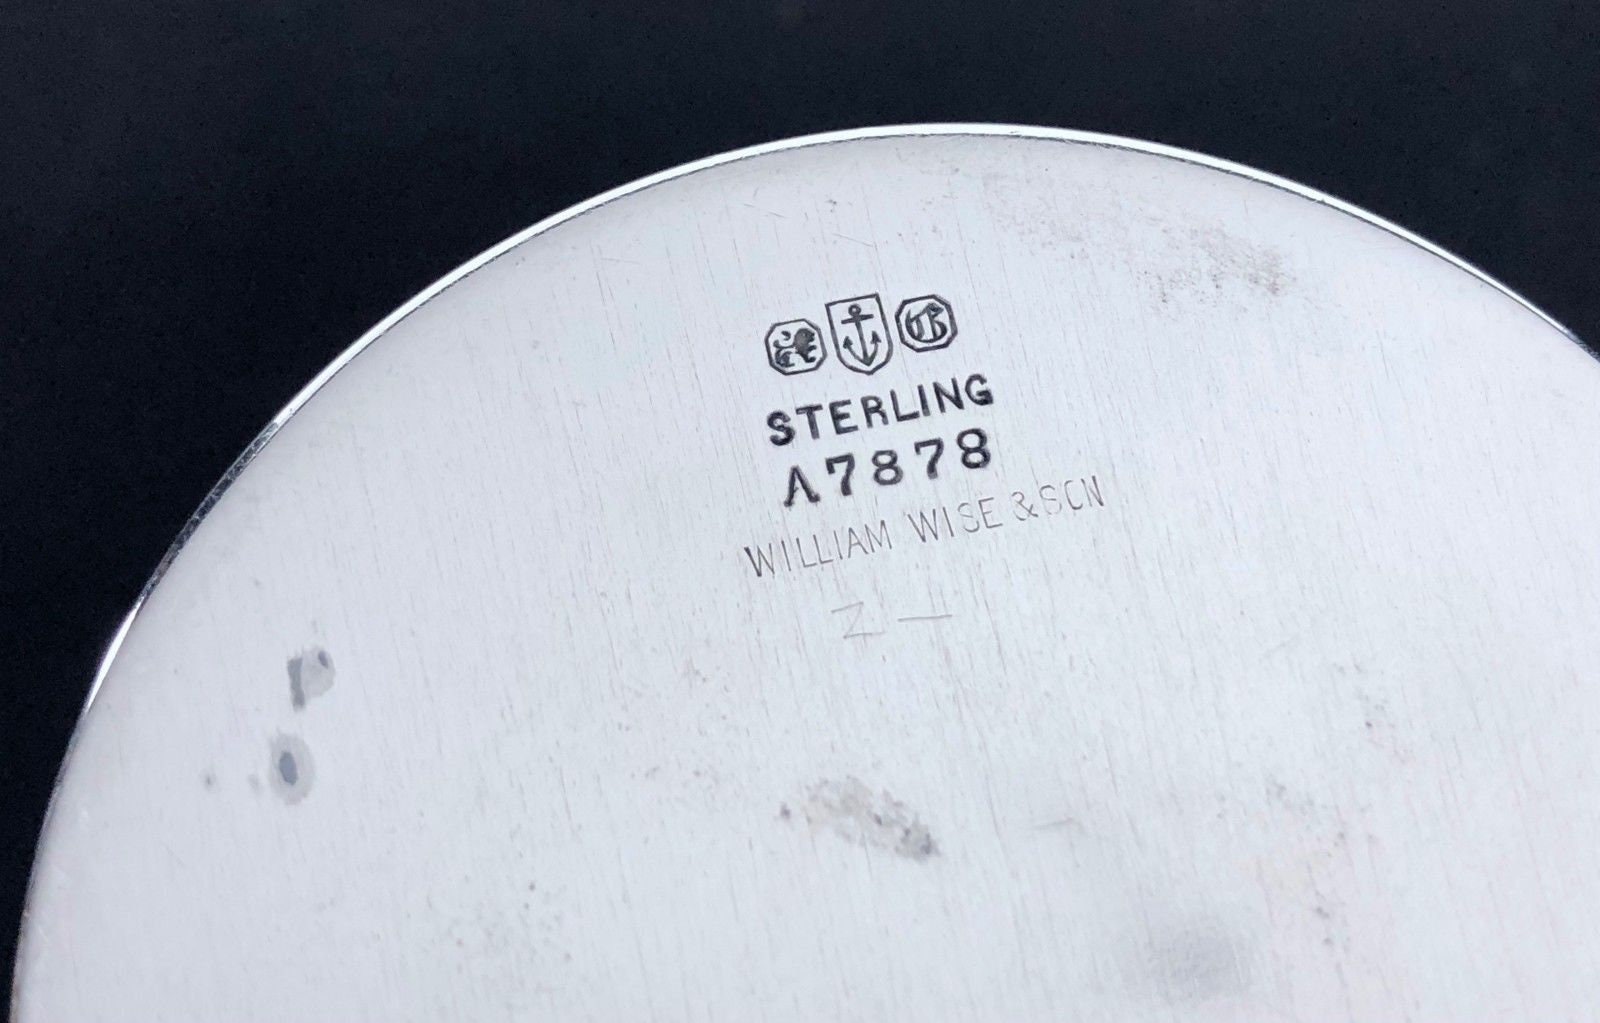 STERLING
A7878
WILLIAM WISE & SON
Z —